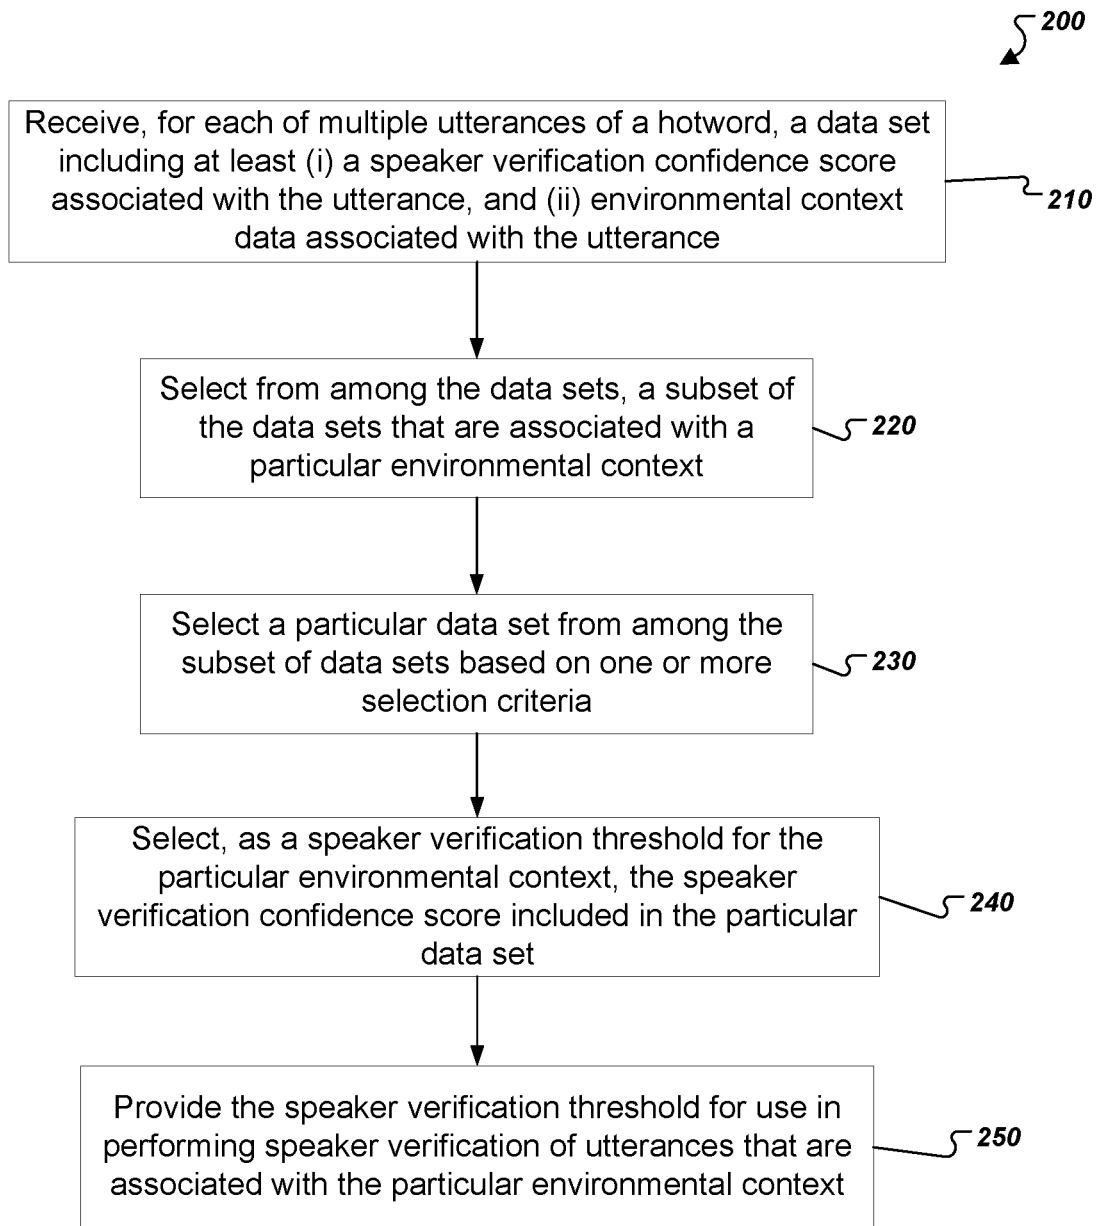 200
Receive, for each of multiple utterances of a hotword, a data set
including at least (i) a speaker verification confidence score
associated with the utterance, and (ii) environmental context
data associated with the utterance
210
Select from among the data sets, a subset of
the data sets that are associated with a
particular environmental context
220
Select a particular data set from among the
subset of data sets based on one or more
selection criteria
230
Select, as a speaker verification threshold for the
particular environmental context, the speaker
verification confidence score included in the particular
data set
240
Provide the speaker verification threshold for use in
performing speaker verification of utterances that are
associated with the particular environmental context
250